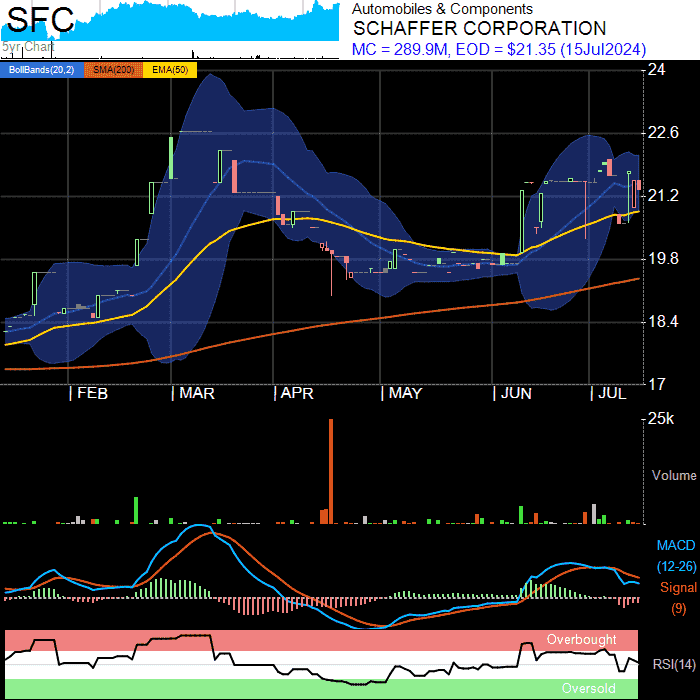 SFC
5yr Chart
Automobiles & Components
SCHAFFER CORPORATION
MC = 289.9M, EOD = $21.35 (15Jul2024)
BollBands(20,2) SMA(200) EMA(50)
24
22.6
21.2
19.8
18.4
17
FEB MAR APR MAY JUN JUL
25k
Volume
MACD
(12-26)
Signal
(9)
Overbought
RSI(14)
Oversold